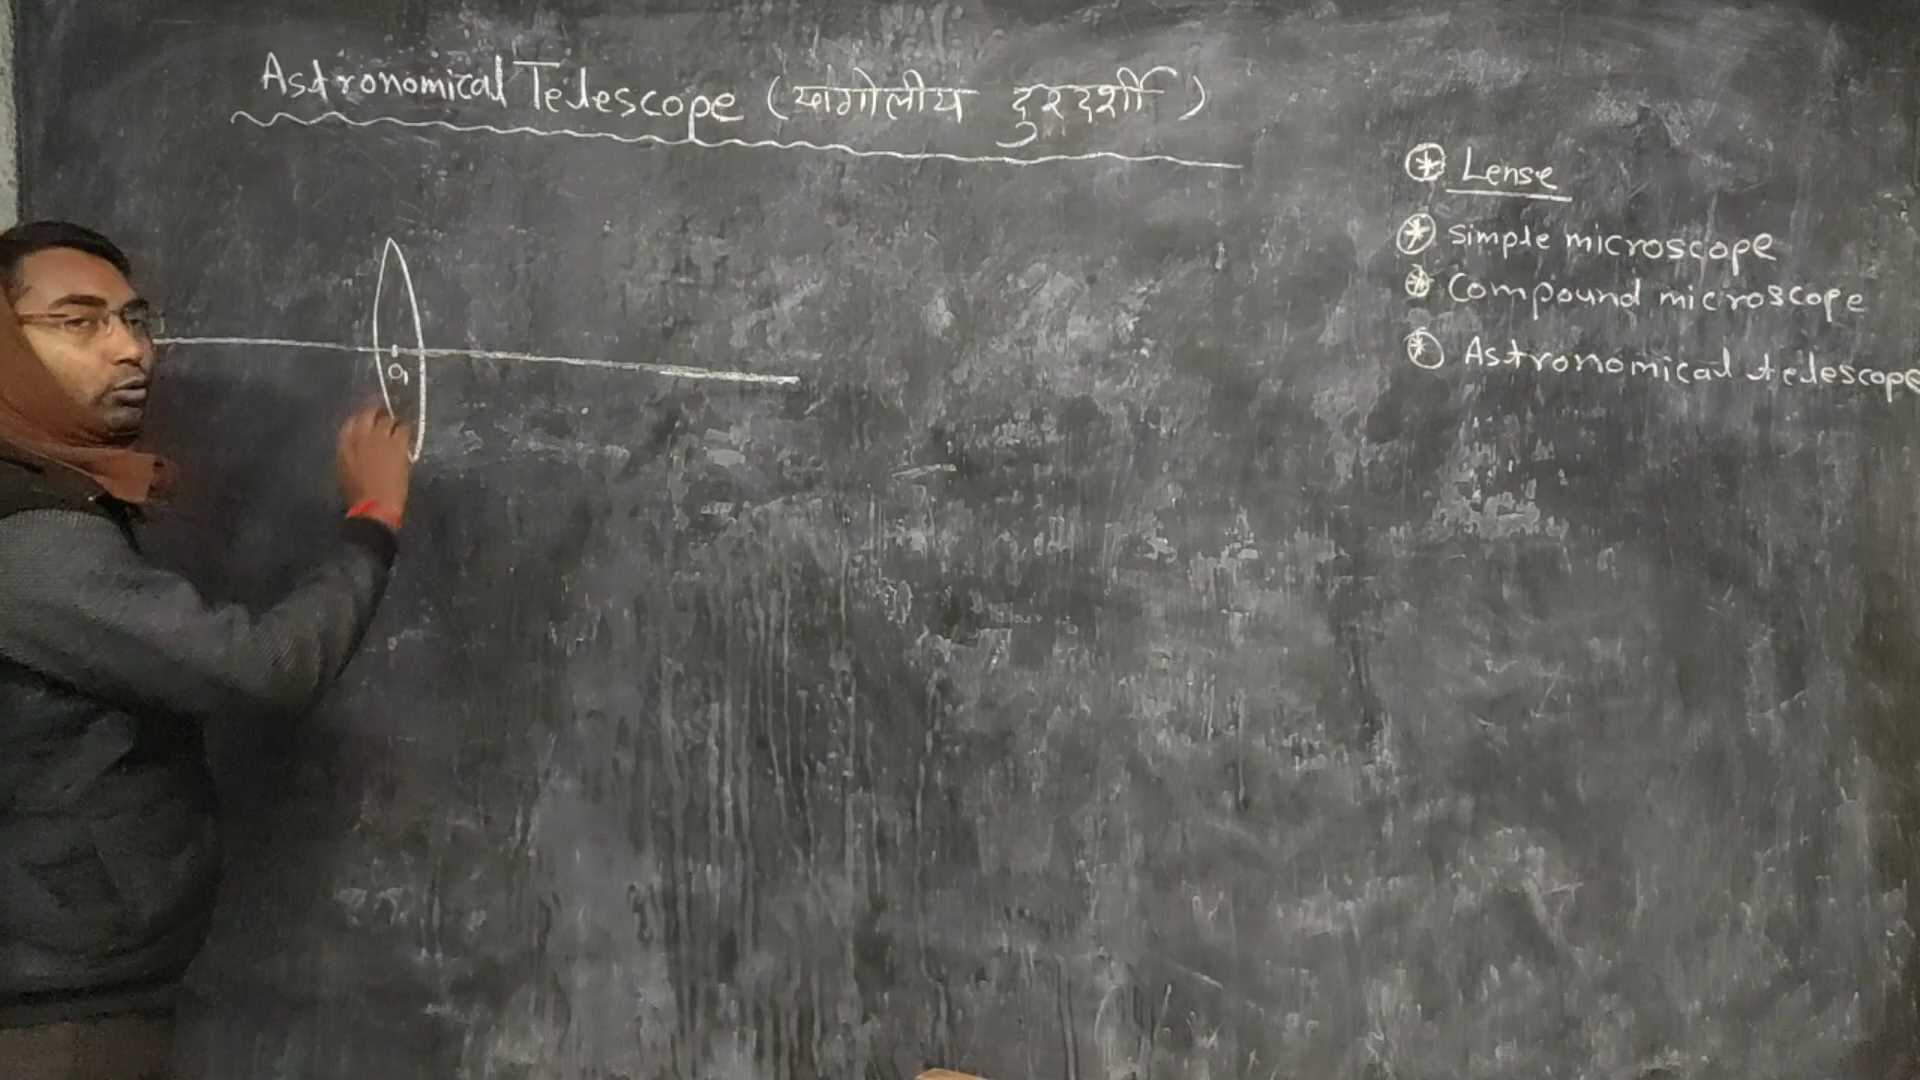 Astronomical Telescope (खगोलीय दुरदर्शी)
⊛ Lense
⊛ simple microscope
⊛ Compound microscope
⊛ Astronomical telescope
O₁